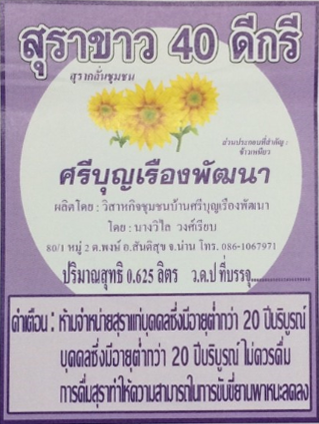 สุราขาว 40 ดีกรี
สุรากลั่นชุมชน
ส่วนประกอบที่สำคัญ :
ข้าวเหนียว
ศรีบุญเรืองพัฒนา
ผลิตโดย : วิสาหกิจชุมชนบ้านศรีบุญเรืองพัฒนา
โดย : นางวิไล วงศ์เรียบ
80/1 หมู่ 2 ต.พงษ์ อ.สันติสุข จ.น่าน โทร. 086-1067971
ปริมาณสุทธิ 0.625 ลิตร ว.ด.ป ที่บรรจุ....................
คำเตือน : ห้ามจำหน่ายสุราแก่บุคคลซึ่งมีอายุต่ำกว่า 20 ปีบริบูรณ์
บุคคลซึ่งมีอายุต่ำกว่า 20 ปีบริบูรณ์ ไม่ควรดื่ม
การดื่มสุราทำให้ความสามารถในการขับขี่ยานพาหนะลดลง